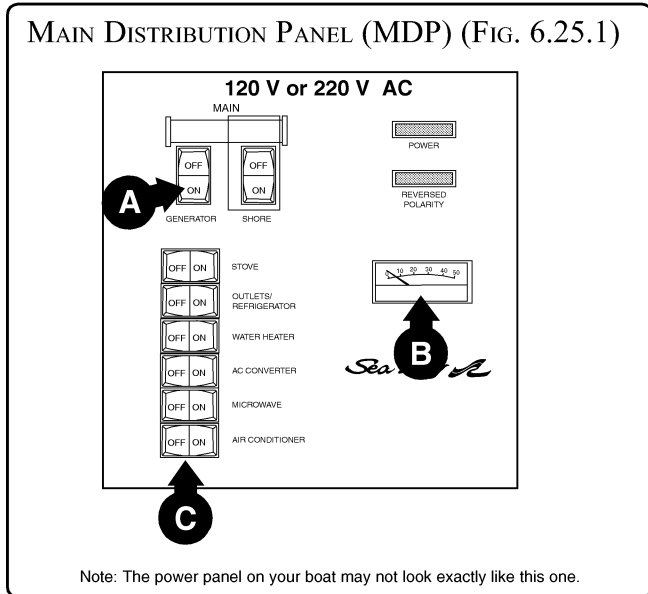 MAIN DISTRIBUTION PANEL (MDP) (FIG. 6.25.1)
120 V or 220 V AC
MAIN
OFF
OFF
POWER
ON
ON
REVERSED
POLARITY
A
GENERATOR
SHORE
OFF ON
STOVE
0 10 20 30 40 50
OFF ON
OUTLETS/
REFRIGERATOR
OFF ON
WATER HEATER
B
OFF ON
AC CONVERTER
Sea
OFF ON
MICROWAVE
OFF ON
AIR CONDITIONER
C
Note: The power panel on your boat may not look exactly like this one.